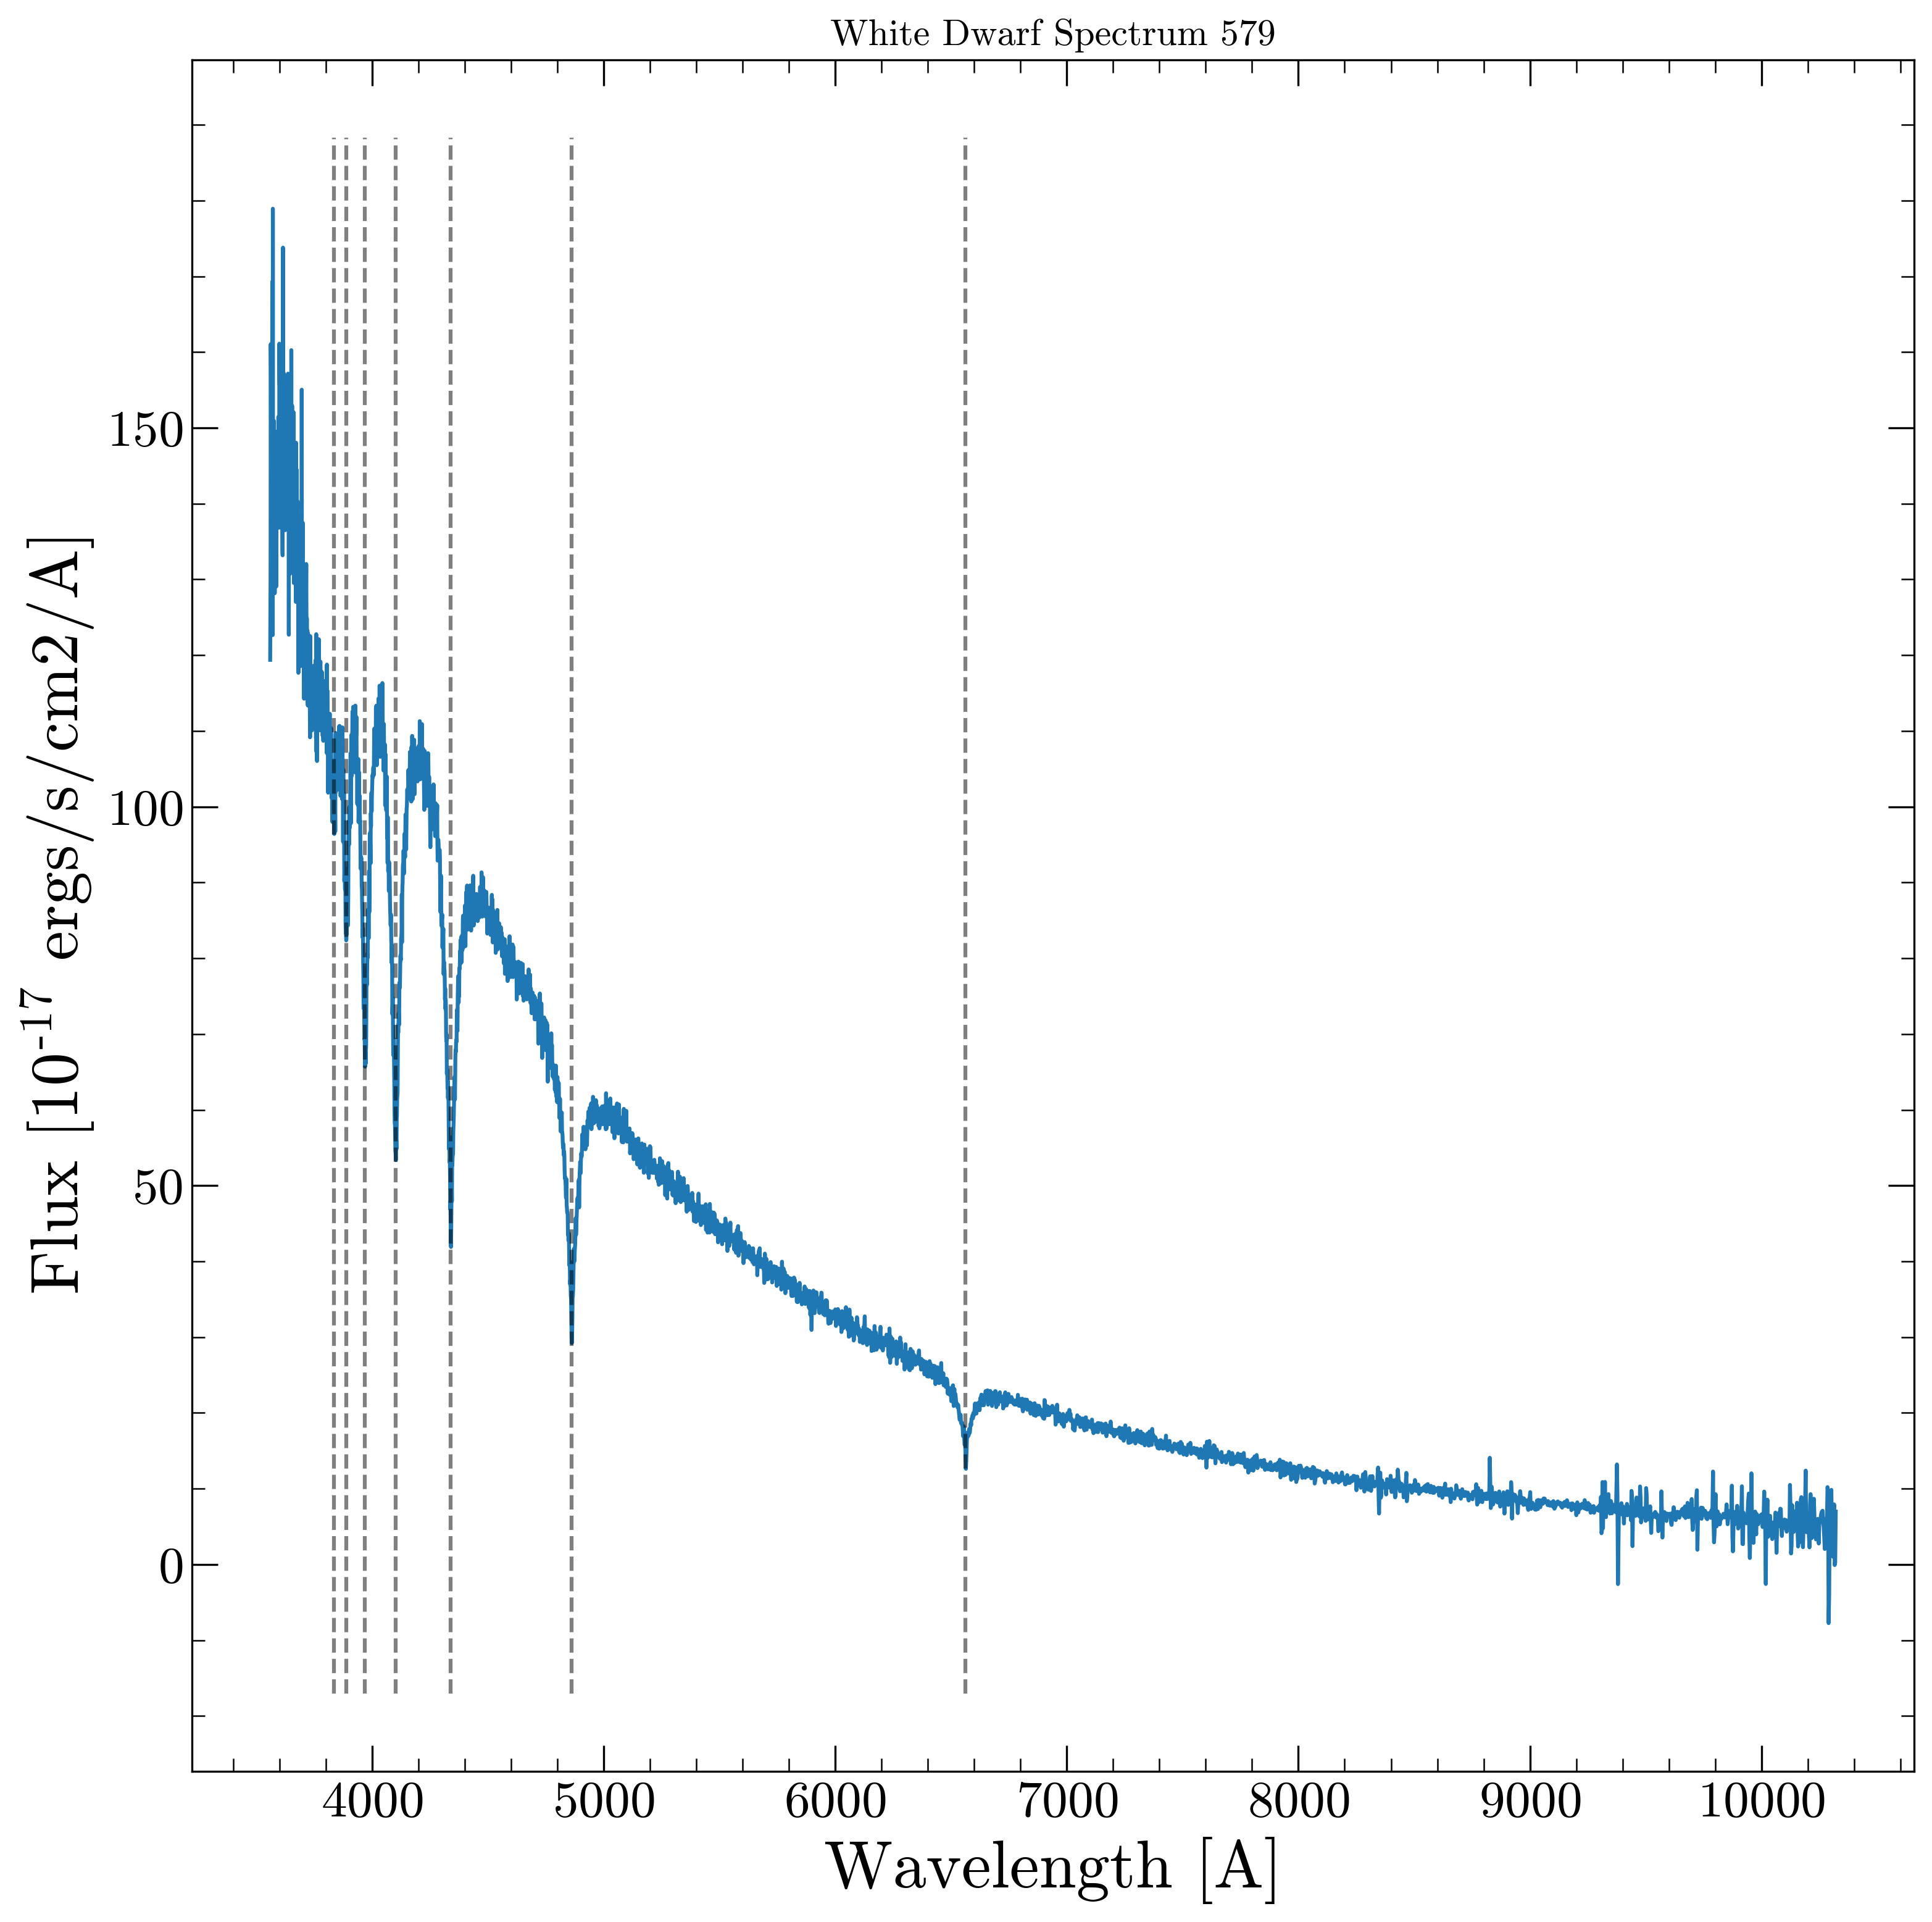 White Dwarf Spectrum 579
Flux [10-17 ergs/s/cm2/A]
150
100
50
0
4000 5000 6000 7000 8000 9000 10000
Wavelength [A]